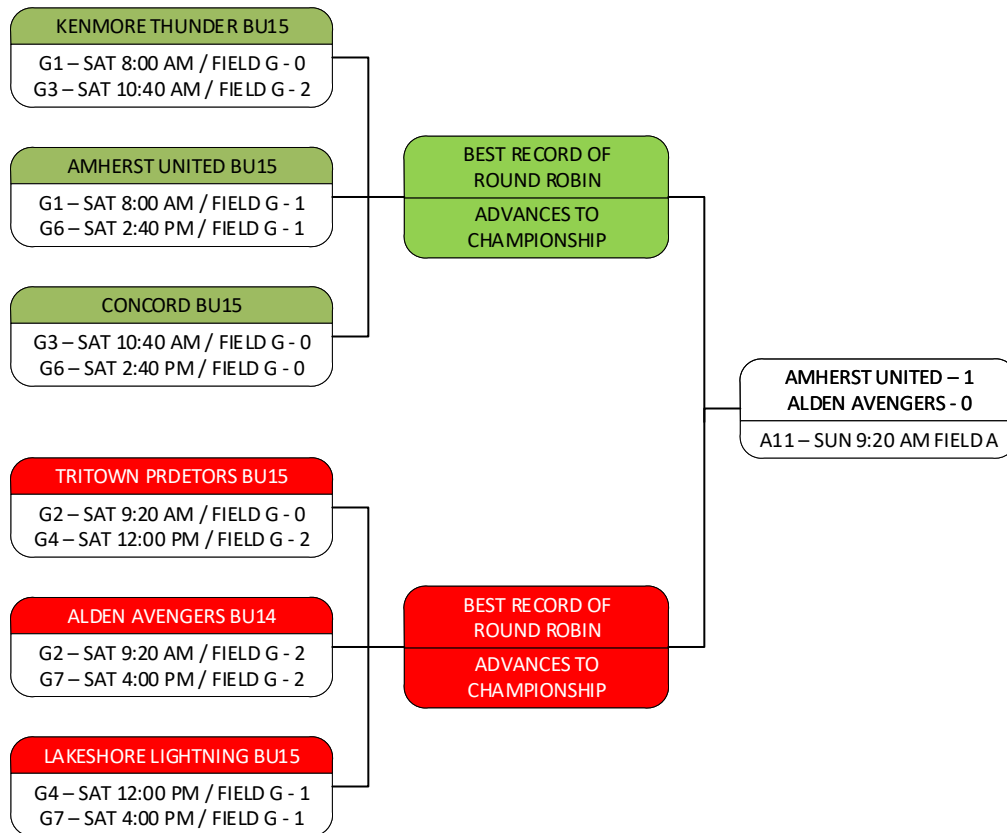 KENMORE THUNDER BU15
G1 – SAT 8:00 AM / FIELD G - 0
G3 – SAT 10:40 AM / FIELD G - 2
AMHERST UNITED BU15
G1 – SAT 8:00 AM / FIELD G - 1
G6 – SAT 2:40 PM / FIELD G - 1
CONCORD BU15
G3 – SAT 10:40 AM / FIELD G - 0
G6 – SAT 2:40 PM / FIELD G - 0
BEST RECORD OF
ROUND ROBIN
ADVANCES TO
CHAMPIONSHIP
TRITOWN PRDETORS BU15
G2 – SAT 9:20 AM / FIELD G - 0
G4 – SAT 12:00 PM / FIELD G - 2
ALDEN AVENGERS BU14
G2 – SAT 9:20 AM / FIELD G - 2
G7 – SAT 4:00 PM / FIELD G - 2
LAKESHORE LIGHTNING BU15
G4 – SAT 12:00 PM / FIELD G - 1
G7 – SAT 4:00 PM / FIELD G - 1
BEST RECORD OF
ROUND ROBIN
ADVANCES TO
CHAMPIONSHIP
AMHERST UNITED – 1
ALDEN AVENGERS - 0
A11 – SUN 9:20 AM FIELD A